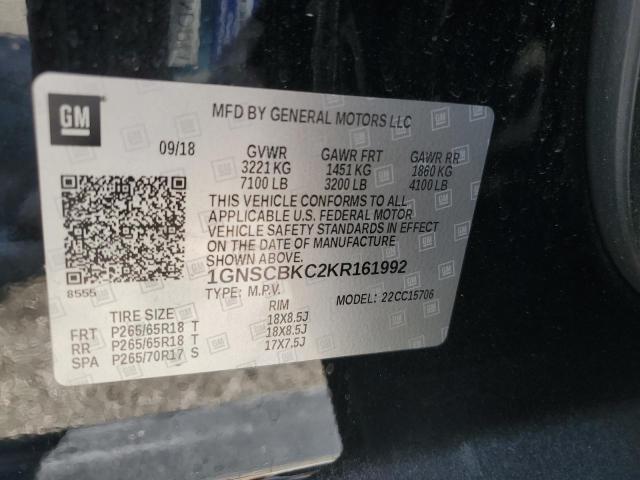 GM
MFD BY GENERAL MOTORS LLC
09/18 GVWR GAWR FRT GAWR RR
3221 KG 1451 KG 1860 KG
7100 LB 3200 LB 4100 LB
THIS VEHICLE CONFORMS TO ALL
APPLICABLE U.S. FEDERAL MOTOR
VEHICLE SAFETY STANDARDS IN EFFECT
ON THE DATE OF MANUFACTURE
SHOWN ABOVE.
1GNSCBKC2KR161992
8555
TYPE: M.P.V. MODEL: 22CC15706
TIRE SIZE RIM
FRT P265/65R18 T 18X8.5J
RR P265/65R18 T 18X8.5J
SPA P265/70R17 S 17X7.5J